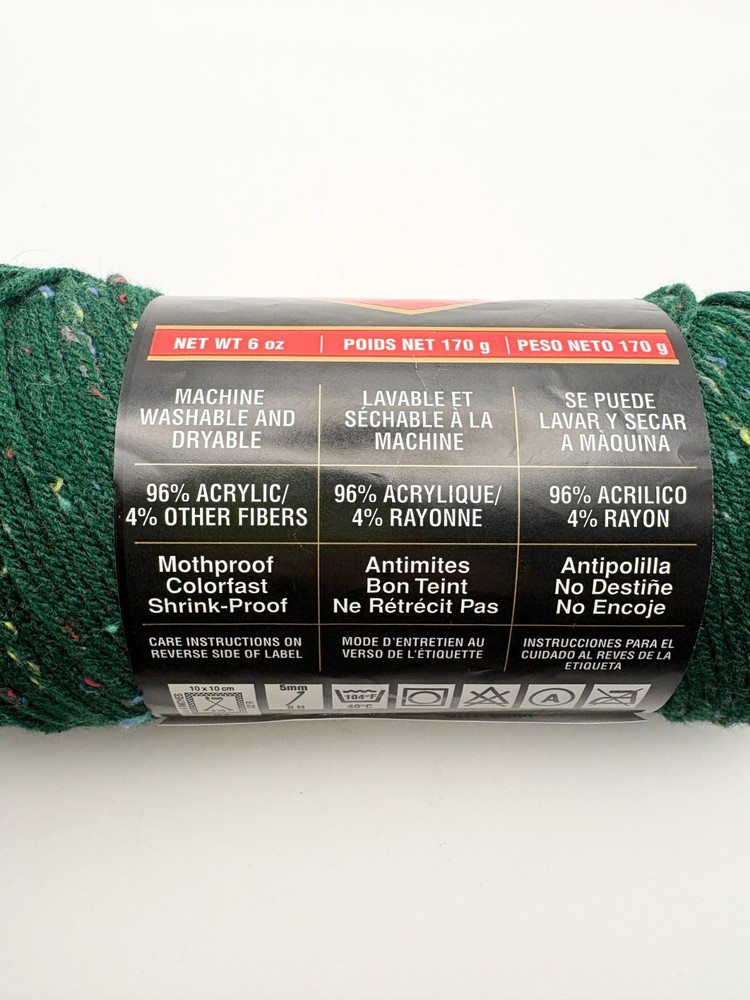 NET WT 6 oz | POIDS NET 170 g | PESO NETO 170 g
MACHINE
WASHABLE AND
DRYABLE
LAVABLE ET
SÉCHABLE À LA
MACHINE
SE PUEDE
LAVAR Y SECAR
A MÀQUINA
96% ACRYLIC/
4% OTHER FIBERS
96% ACRYLIQUE/
4% RAYONNE
96% ACRILICO
4% RAYON
Mothproof
Colorfast
Shrink-Proof
Antimites
Bon Teint
Ne Rétrécit Pas
Antipolilla
No Destiñe
No Encoje
CARE INSTRUCTIONS ON
REVERSE SIDE OF LABEL
MODE D'ENTRETIEN AU
VERSO DE L'ÉTIQUETTE
INSTRUCCIONES PARA EL
CUIDADO AL REVES DE LA
ETIQUETA
10 x 10 cm
5mm
104°F
40°C
A